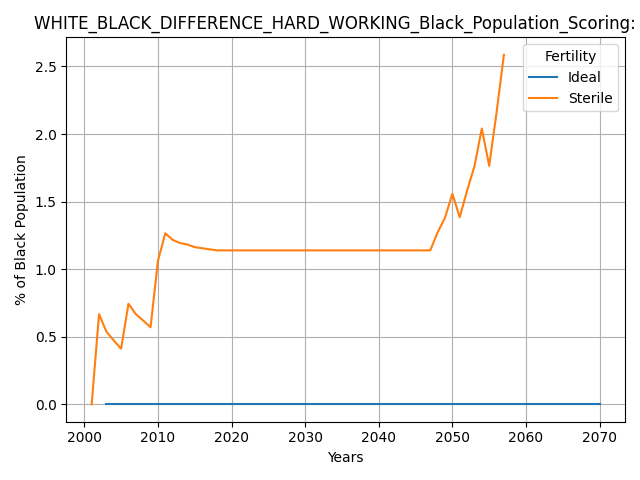 WHITE_BLACK_DIFFERENCE_HARD_WORKING_Black_Population_Scoring:
Fertility
Ideal
Sterile
% of Black Population
2.5
2.0
1.5
1.0
0.5
0.0
2000 2010 2020 2030 2040 2050 2060 2070
Years